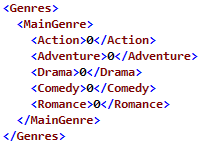 <Genres>
  <MainGenre>
    <Action>0</Action>
    <Adventure>0</Adventure>
    <Drama>0</Drama>
    <Comedy>0</Comedy>
    <Romance>0</Romance>
  </MainGenre>
</Genres>